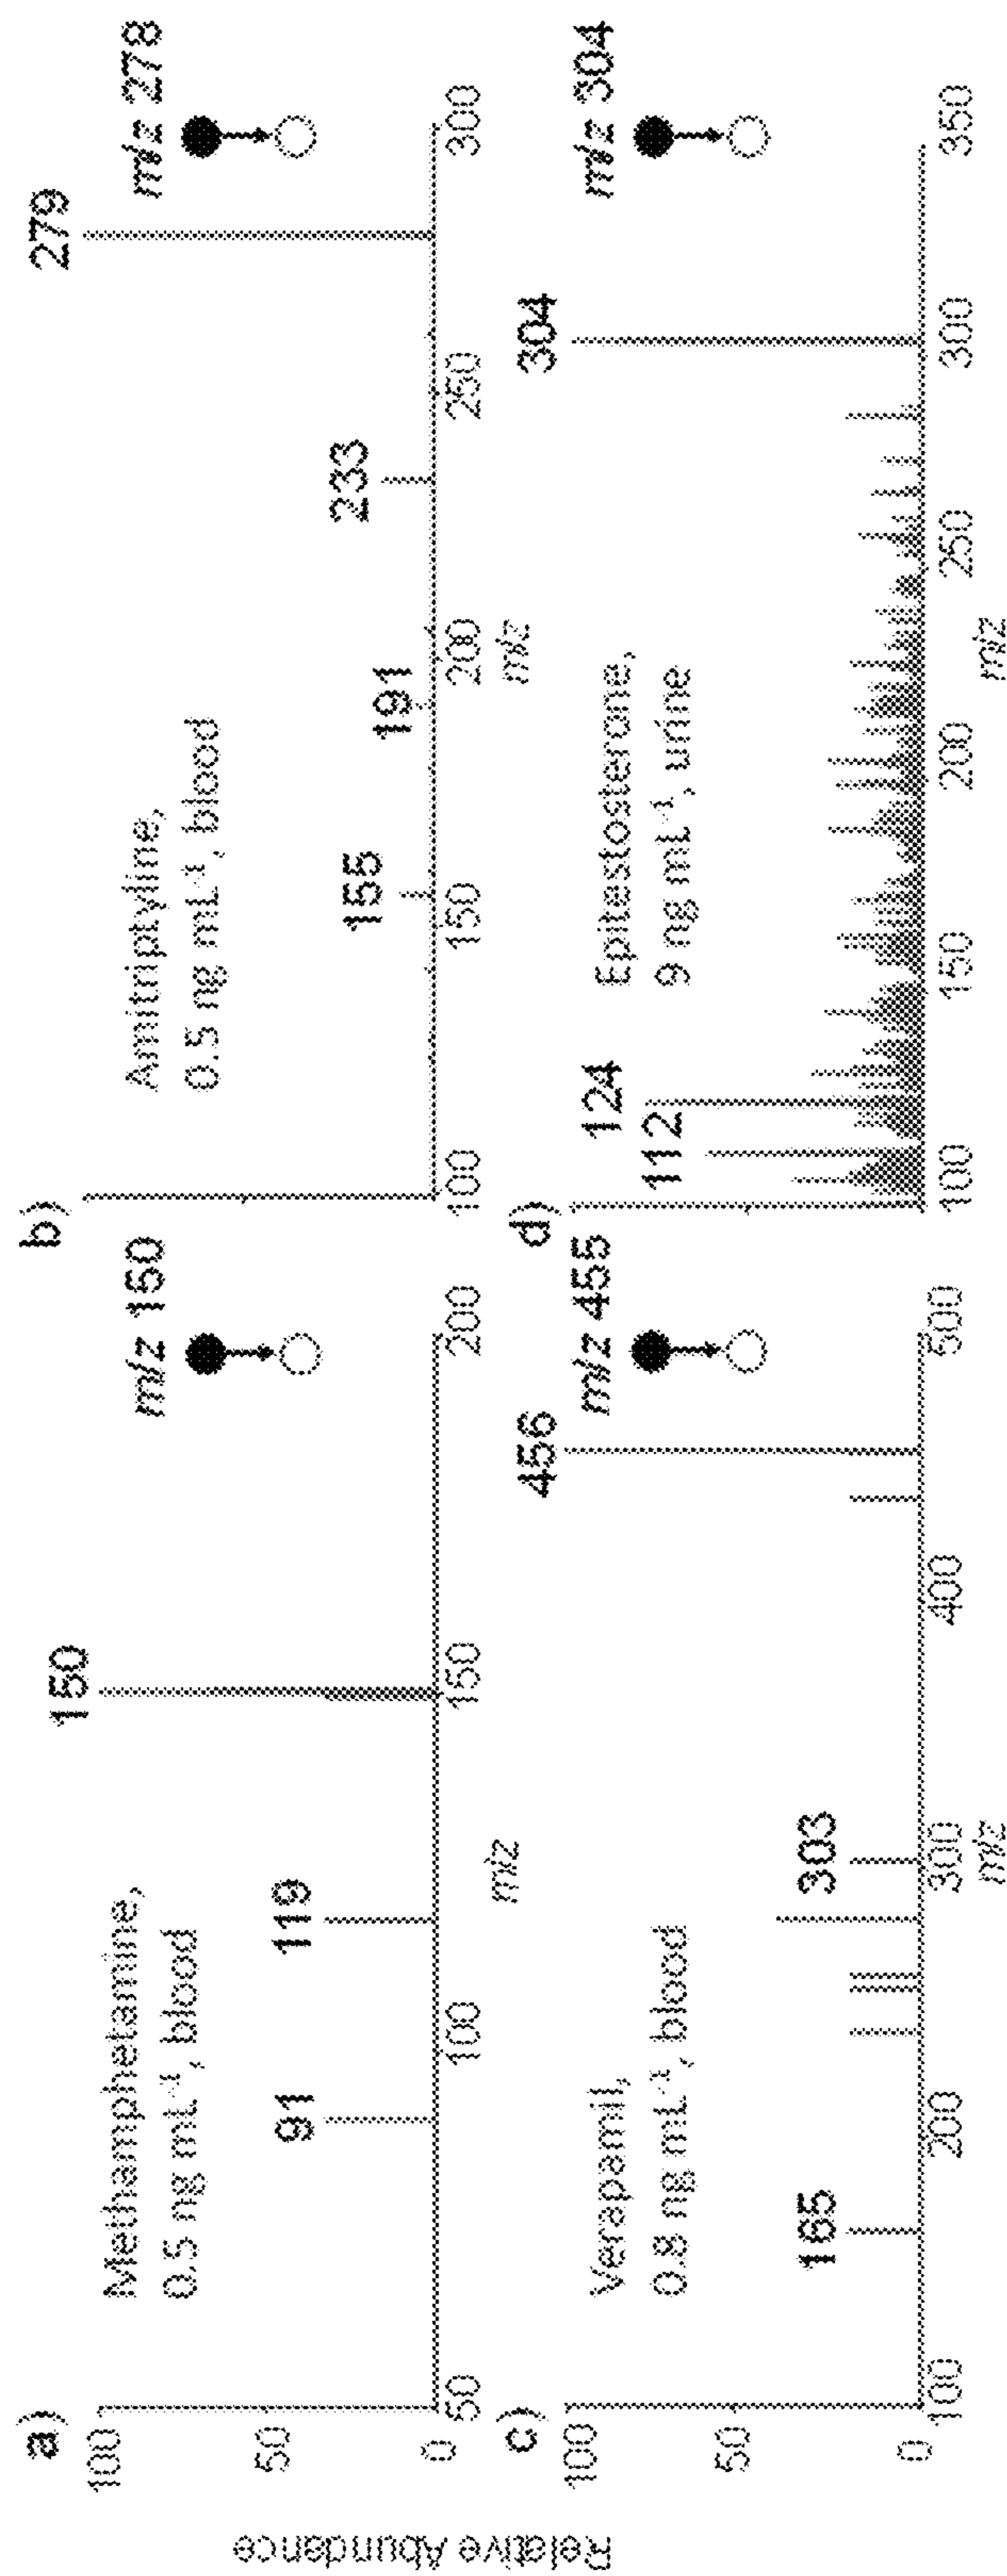 Relative Abundance
a)
100
50
0
Methamphetamine,
0.5 ng mL⁻¹, blood
m/z 150
91
119
150
50
100
150
200
m/z
b)
Amitriptyline,
0.5 ng mL⁻¹, blood
m/z 278
155
191
233
279
100
150
200
250
300
m/z
c)
100
50
0
Verapamil,
0.8 ng mL⁻¹, blood
m/z 455
165
303
456
100
200
300
400
500
m/z
d)
Epitestosterone,
9 ng mL⁻¹, urine
m/z 304
112
124
304
100
150
200
250
300
350
m/z